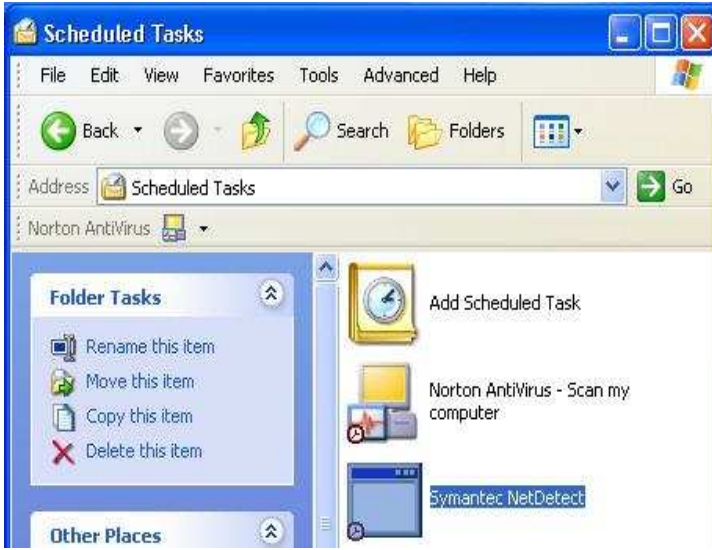 Scheduled Tasks
File Edit View Favorites Tools Advanced Help
Back Search Folders
Address Scheduled Tasks Go
Norton AntiVirus
Folder Tasks
Rename this item
Move this item
Copy this item
Delete this item
Other Places
Add Scheduled Task
Norton AntiVirus - Scan my
computer
Symantec NetDetect